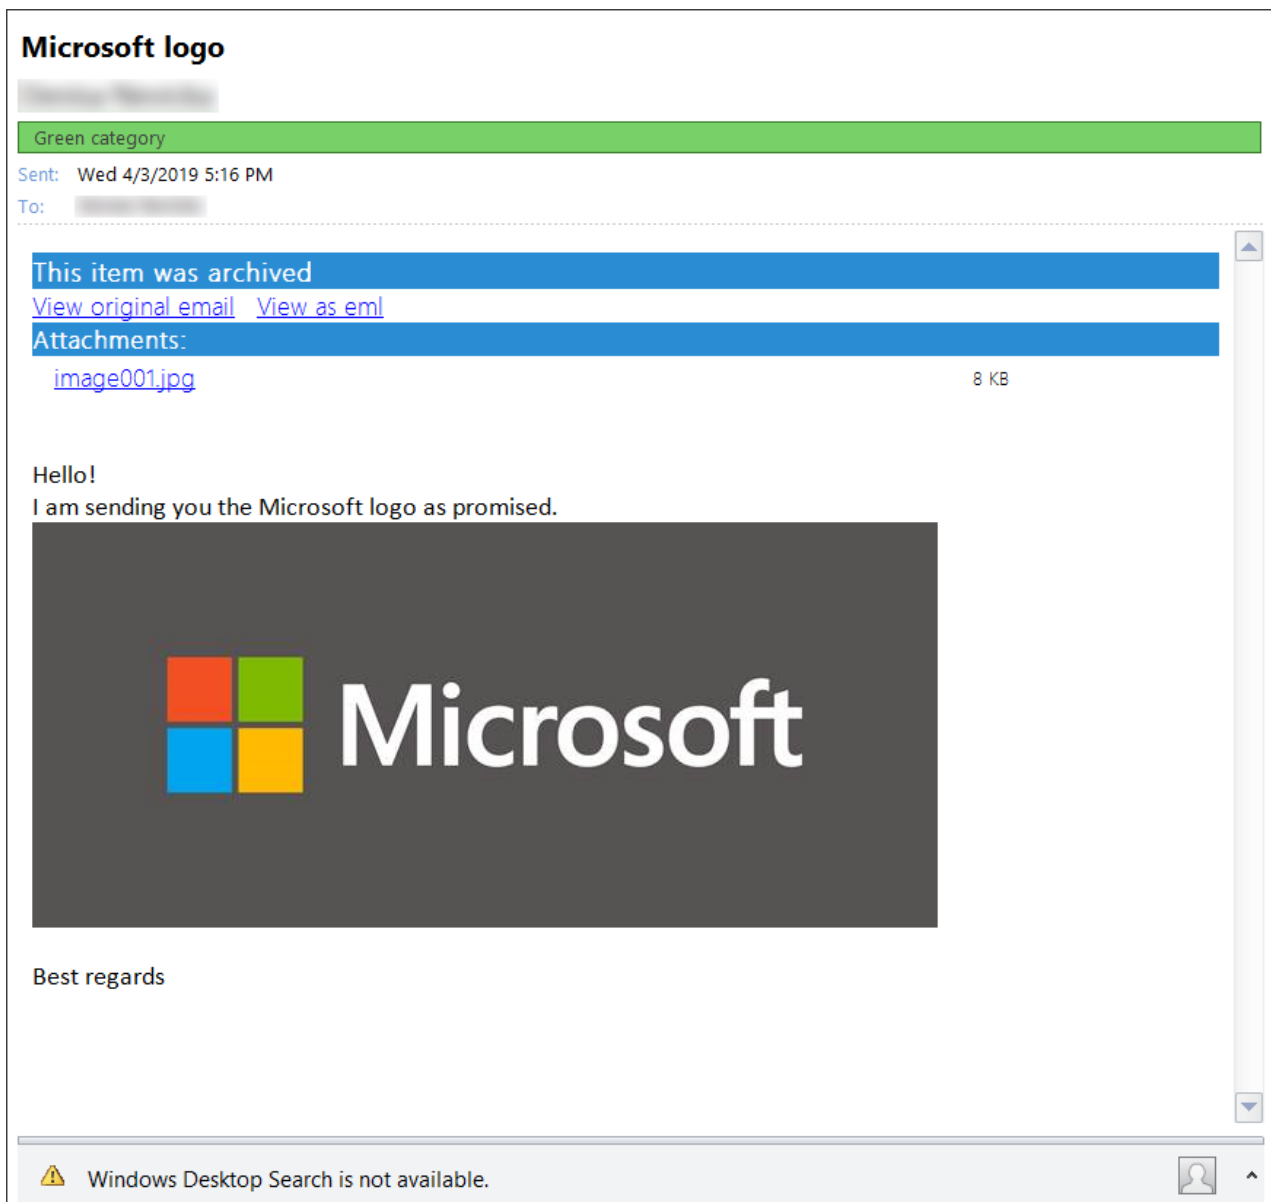 Microsoft logo
Green category
Sent: Wed 4/3/2019 5:16 PM
To:
This item was archived
View original email View as eml
Attachments:
image001.jpg 8 KB
Hello!
I am sending you the Microsoft logo as promised.
Microsoft
Best regards
Windows Desktop Search is not available.